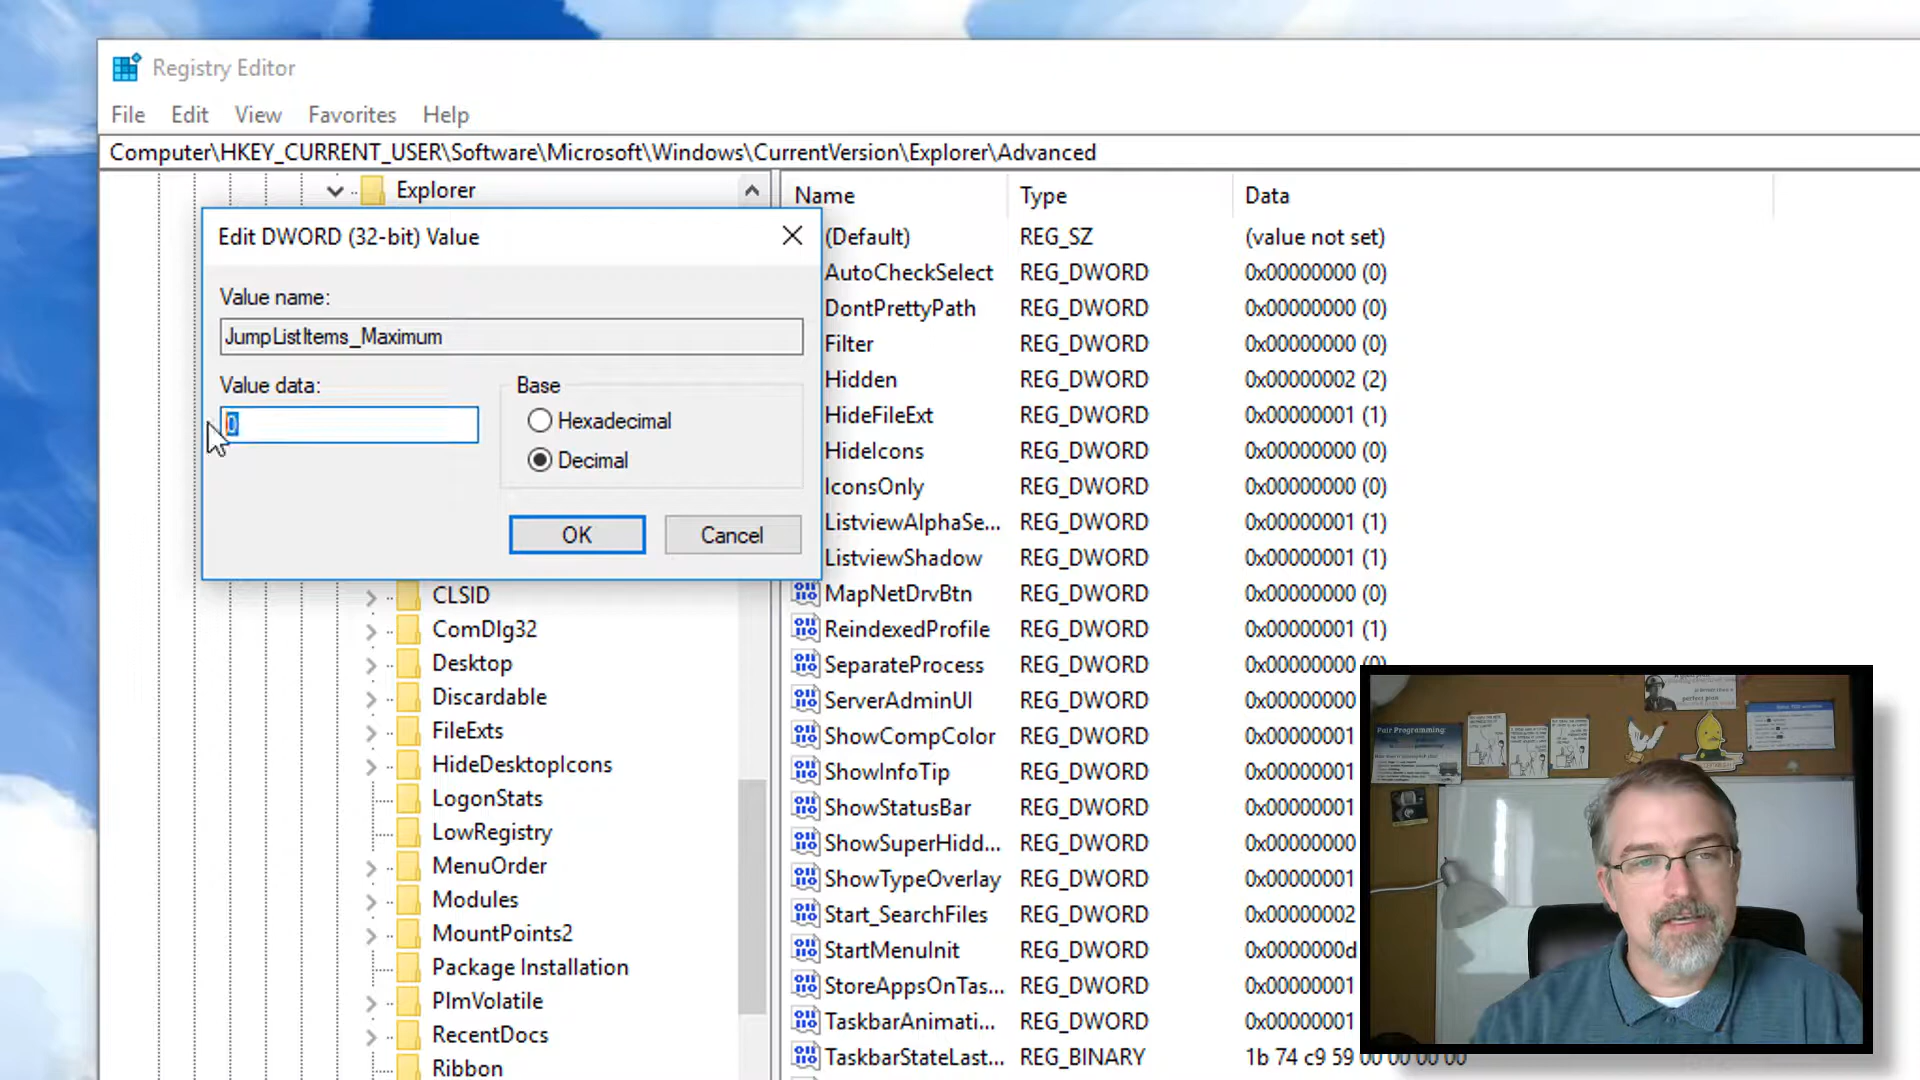 Registry Editor
File Edit View Favorites Help
Computer\HKEY_CURRENT_USER\Software\Microsoft\Windows\CurrentVersion\Explorer\Advanced
Explorer
Edit DWORD (32-bit) Value
Value name:
JumpListItems_Maximum
Value data:
0
Base
Hexadecimal
Decimal
OK Cancel
CLSID
ComDlg32
Desktop
Discardable
FileExts
HideDesktopIcons
LogonStats
LowRegistry
MenuOrder
Modules
MountPoints2
Package Installation
PlmVolatile
RecentDocs
Ribbon
Name Type Data
(Default) REG_SZ (value not set)
AutoCheckSelect REG_DWORD 0x00000000 (0)
DontPrettyPath REG_DWORD 0x00000000 (0)
Filter REG_DWORD 0x00000000 (0)
Hidden REG_DWORD 0x00000002 (2)
HideFileExt REG_DWORD 0x00000001 (1)
HideIcons REG_DWORD 0x00000000 (0)
IconsOnly REG_DWORD 0x00000000 (0)
ListviewAlphaSe... REG_DWORD 0x00000001 (1)
ListviewShadow REG_DWORD 0x00000001 (1)
MapNetDrvBtn REG_DWORD 0x00000000 (0)
ReindexedProfile REG_DWORD 0x00000001 (1)
SeparateProcess REG_DWORD 0x00000000 (0)
ServerAdminUI REG_DWORD 0x00000000
ShowCompColor REG_DWORD 0x00000001
ShowInfoTip REG_DWORD 0x00000001
ShowStatusBar REG_DWORD 0x00000001
ShowSuperHidd... REG_DWORD 0x00000000
ShowTypeOverlay REG_DWORD 0x00000001
Start_SearchFiles REG_DWORD 0x00000002
StartMenuInit REG_DWORD 0x0000000d
StoreAppsOnTas... REG_DWORD 0x00000001
TaskbarAnimati... REG_DWORD 0x00000001
TaskbarStateLast... REG_BINARY 1b 74 c9 59 00 00 00 00
Pair Programming: